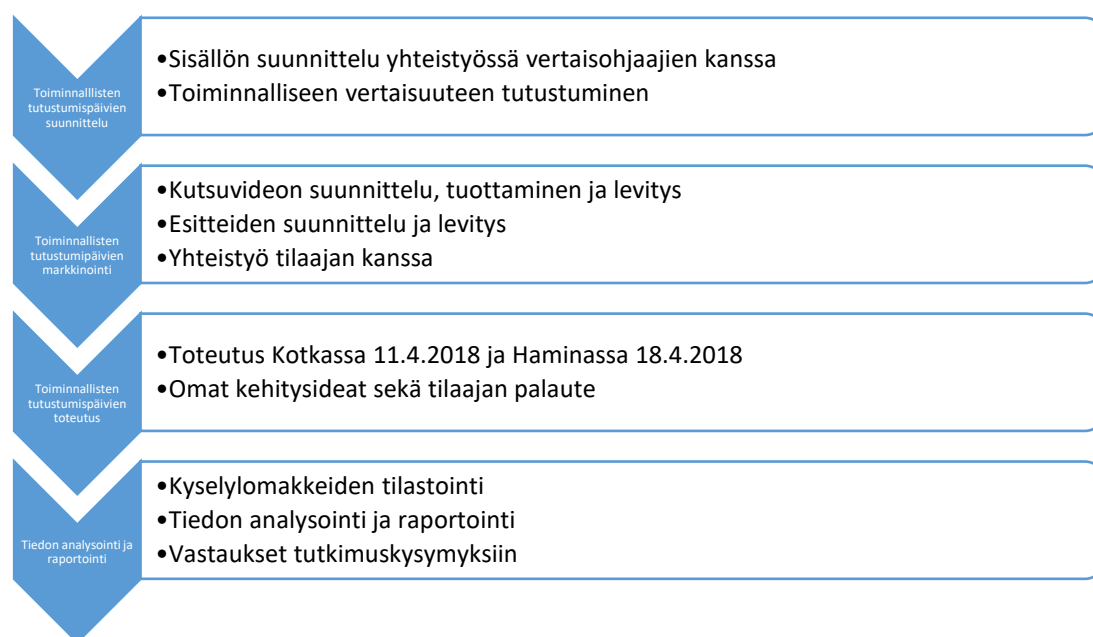 Toiminnalllisten
tutustumispäivien
suunnittelu
•Sisällön suunnittelu yhteistyössä vertaisohjaajien kanssa
•Toiminnalliseen vertaisuuteen tutustuminen
Toiminnallisten
tutustumipäivien
markkinointi
•Kutsuvideon suunnittelu, tuottaminen ja levitys
•Esitteiden suunnittelu ja levitys
•Yhteistyö tilaajan kanssa
Toiminnallisten
tutustumispäivien
toteutus
•Toteutus Kotkassa 11.4.2018 ja Haminassa 18.4.2018
•Omat kehitysideat sekä tilaajan palaute
Tiedon analysointi ja
raportointi
•Kyselylomakkeiden tilastointi
•Tiedon analysointi ja raportointi
•Vastaukset tutkimuskysymyksiin